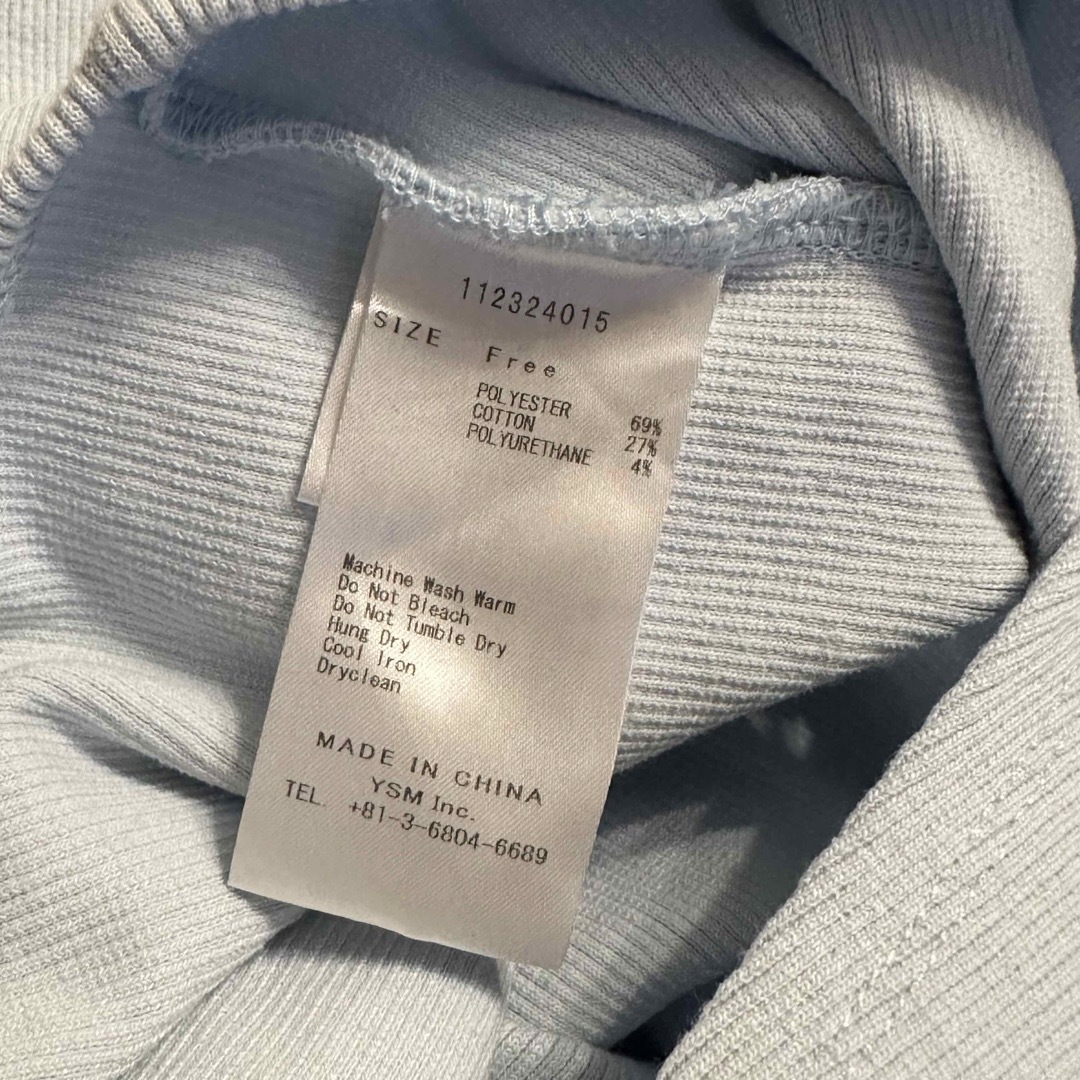 112324015
SIZE Free
POLYESTER 69%
COTTON 27%
POLYURETHANE 4%
Machine Wash Warm
Do Not Bleach
Do Not Tumble Dry
Hung Dry
Cool Iron
Dryclean
MADE IN CHINA
YSM Inc.
TEL. +81-3-6804-6689